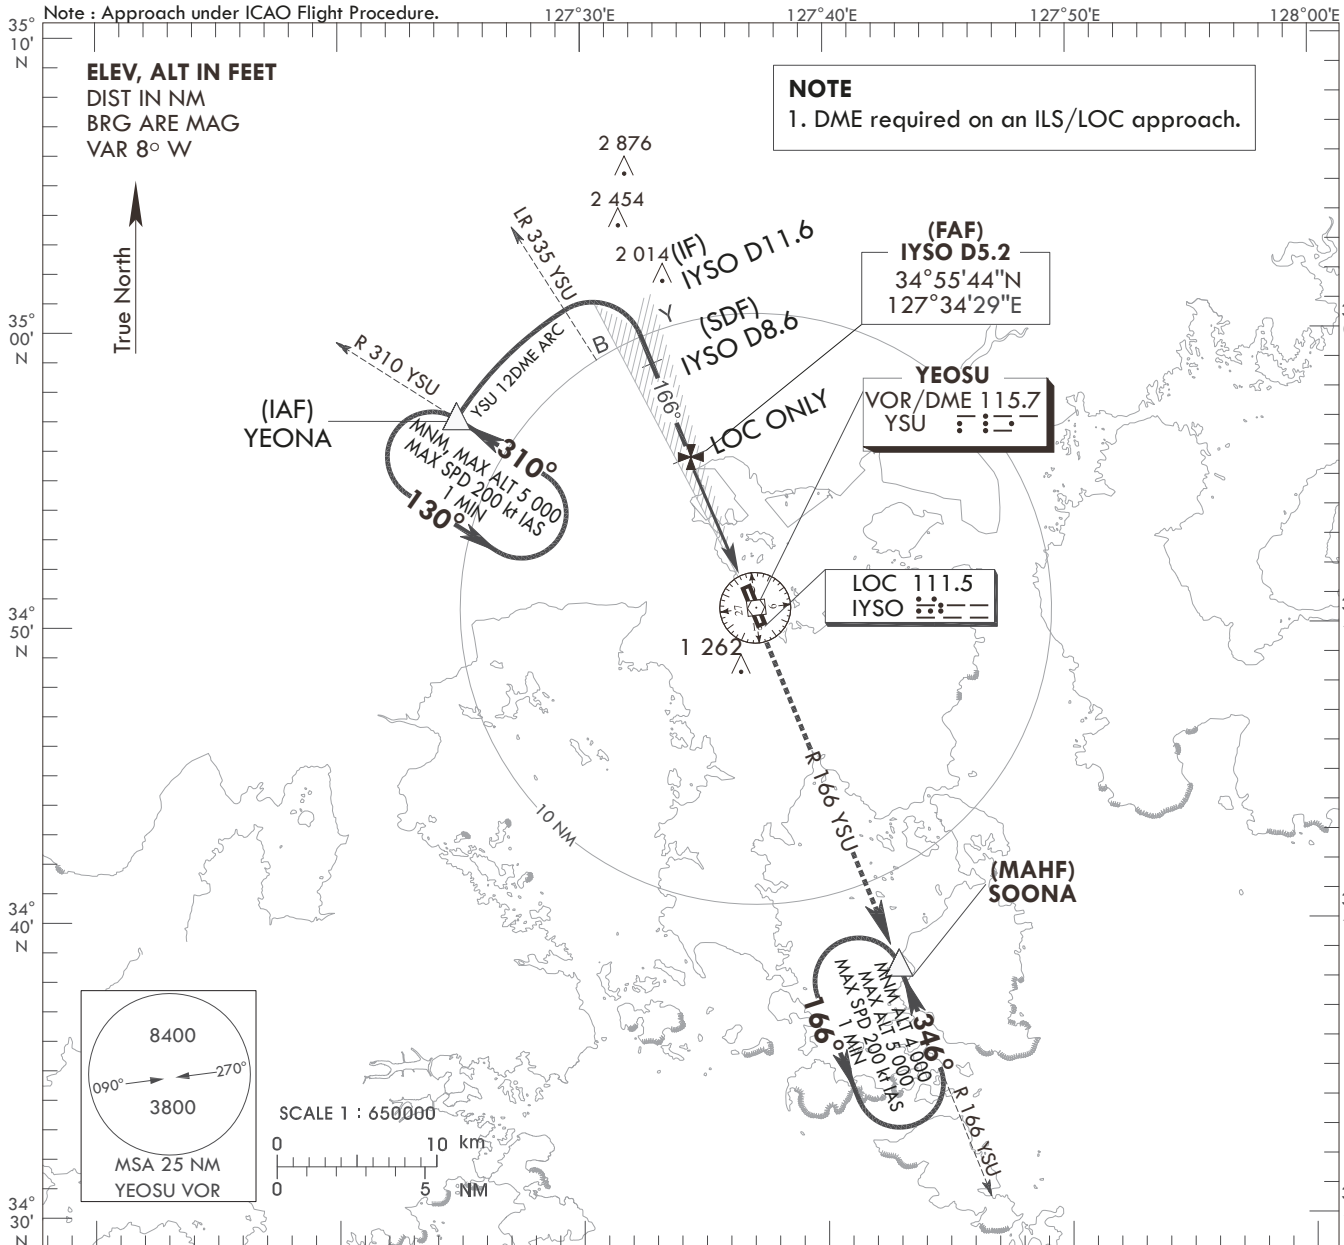 Note : Approach under ICAO Flight Procedure.
127°30'E
127°40'E
127°50'E
128°00'E
35°
10'
N
ELEV, ALT IN FEET
DIST IN NM
BRG ARE MAG
VAR 8° W
NOTE
1. DME required on an ILS/LOC approach.
True North
2 876
2 454
2 014
(IF)
IYSO D11.6
(SDF)
IYSO D8.6
(FAF)
IYSO D5.2
34°55'44"N
127°34'29"E
LR 335 YSU
R 310 YSU
YSU 12DME ARC
B
Y
35°
00'
N
166°
LOC ONLY
YEOSU
VOR/DME 115.7
YSU
(IAF)
YEONA
310°
MNM, MAX ALT 5 000
MAX SPD 200 kt IAS
1 MIN
130°
LOC 111.5
IYSO
27
9
34°
50'
N
1 262
R 166 YSU
10 NM
(MAHF)
SOONA
34°
40'
N
MNM ALT 4 000
MAX ALT 5 000
MAX SPD 200 kt IAS
1 MIN
166°
346°
R 166 YSU
8400
090°
270°
3800
MSA 25 NM
YEOSU VOR
SCALE 1 : 650000
0
10 km
0
5 NM
34°
30'
N